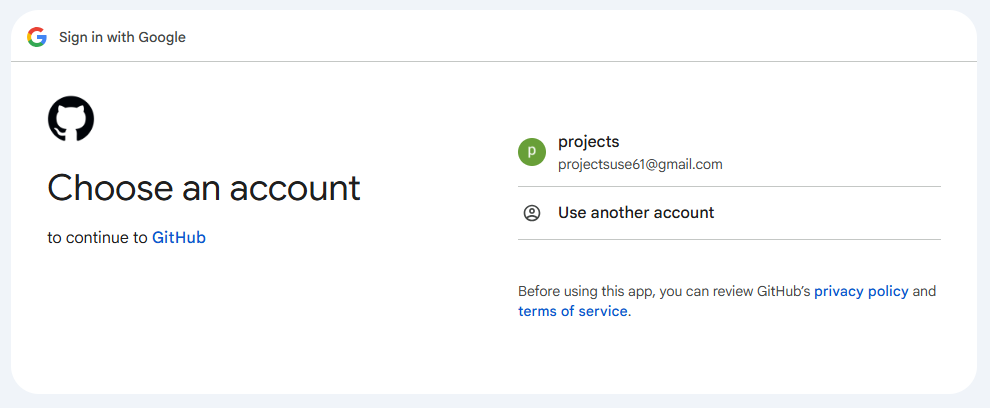 Sign in with Google
Choose an account
to continue to GitHub
p
projects
projectsuse61@gmail.com
Use another account
Before using this app, you can review GitHub's privacy policy and
terms of service.